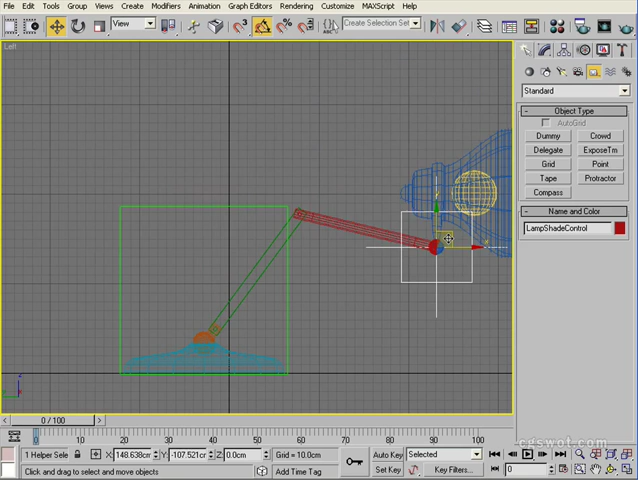 File Edit Tools Group Views Create Modifiers Animation Graph Editors Rendering Customize MAXScript Help
View
3
%
ABC
Create Selection Set
Left
Standard
Object Type
AutoGrid
Dummy Crowd
Delegate ExposeTm
Grid Point
Tape Protractor
Compass
Name and Color
LampShadeControl
z
0 / 100
0 10 20 30 40 50 60 70 80 90 100
cgswot.com
1 Helper Sele X: 148.638cm Y: -107.521cm Z: 0.0cm Grid = 10.0cm Auto Key Selected
Click and drag to select and move objects Add Time Tag Set Key Key Filters... 0